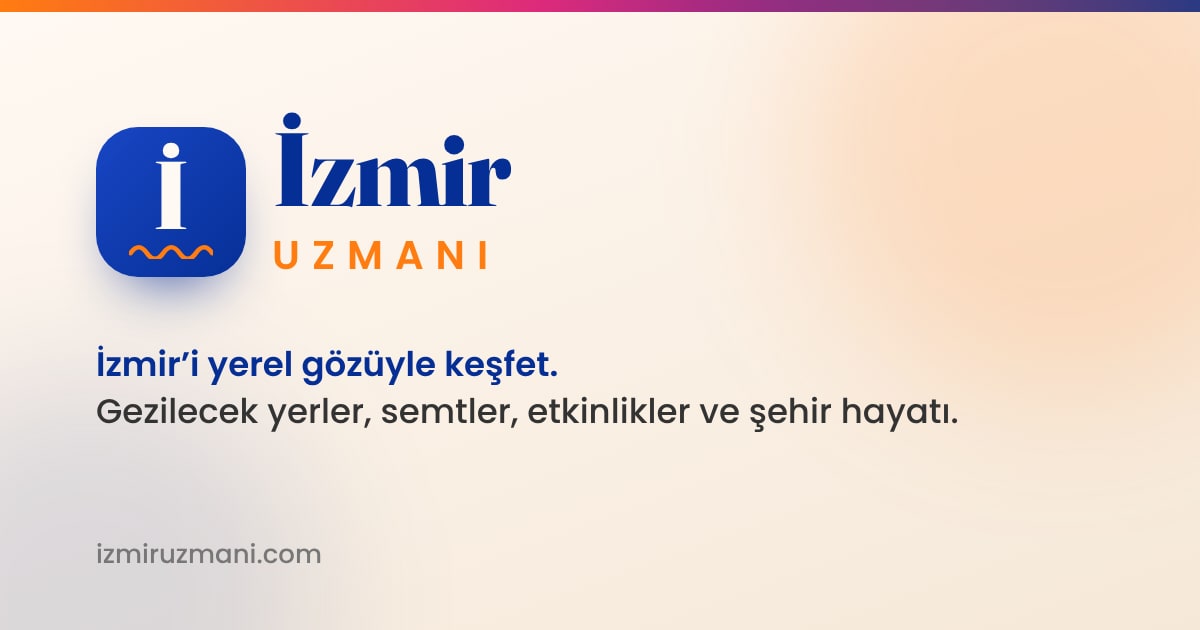 İ
İzmir
UZMANI
İzmir’i yerel gözüyle keşfet.
Gezilecek yerler, semtler, etkinlikler ve şehir hayatı.
izmiruzmani.com